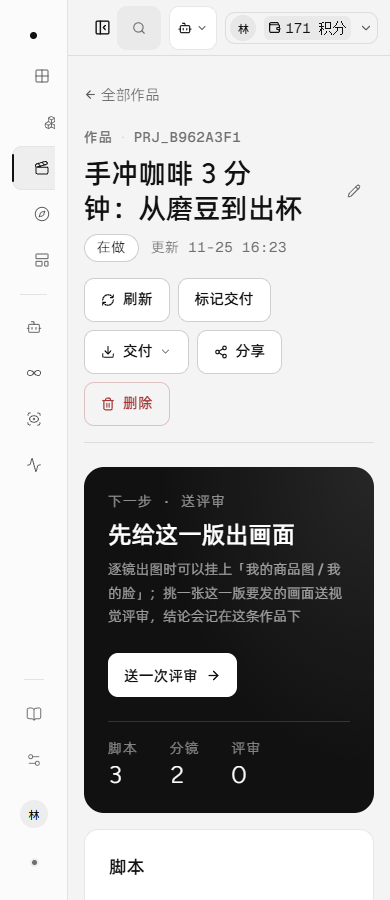 林
171 积分
全部作品
作品 · PRJ_B962A3F1
手冲咖啡 3 分
钟：从磨豆到出杯
在做
更新 11-25 16:23
刷新
标记交付
交付
分享
删除
下一步 · 送评审
先给这一版出画面
逐镜出图时可以挂上「我的商品图 / 我
的脸」；挑一张这一版要发的画面送视
觉评审，结论会记在这条作品下
送一次评审
脚本
分镜
评审
3
2
0
林
脚本